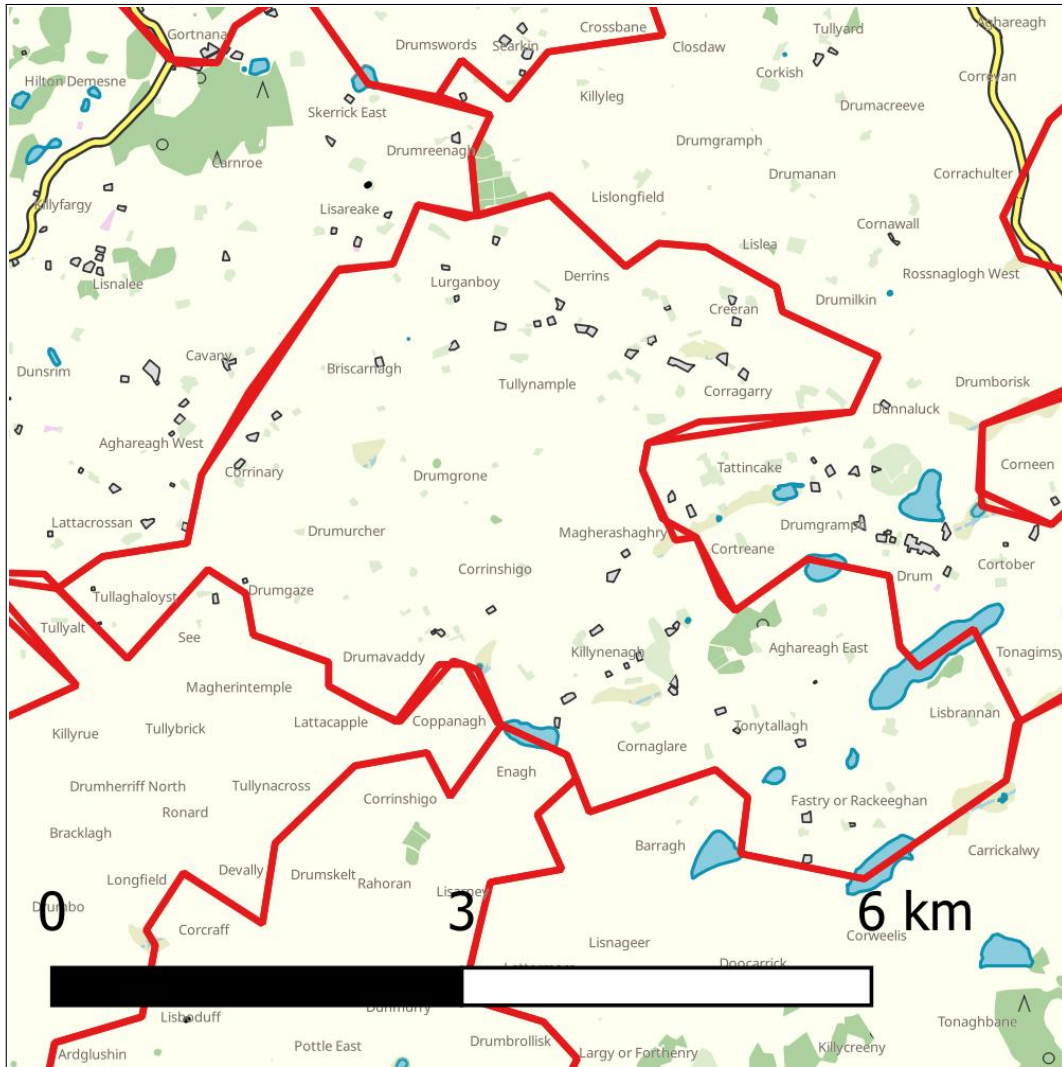 Gortnana
Drumswords
Searkin
Crossbane
Closdaw
Tullyard
Aghareagh
Hilton Demesne
Corkish
Correvan
Killyleg
Drumacreeve
Skerrick East
Carnroe
Drumreenagh
Drumgramph
Drumanan
Corrachulter
Killyfargy
Lisareake
Lislongfield
Cornawall
Lislea
Lisnalee
Lurganboy
Derrins
Rossnaglogh West
Drumilkin
Creeran
Dunsrim
Cavany
Briscarnagh
Tullynample
Corragarry
Drumborisk
Dunnaluck
Aghareagh West
Corrinary
Drumgrone
Tattincake
Corneen
Lattacrossan
Drumurcher
Magherashaghry
Drumgramph
Cortreane
Corrinshigo
Drum
Cortober
Tullaghaloyst
Drumgaze
Tullyalt
See
Drumavaddy
Killynenagh
Aghareagh East
Tonagimsy
Magherintemple
Lattacapple
Coppanagh
Tonytallagh
Lisbrannan
Killyrue
Tullybrick
Cornaglare
Enagh
Drumherriff North
Tullynacross
Corrinshigo
Fastry or Rackeeghan
Ronard
Bracklagh
Barragh
Carrickalwy
Longfield
Devally
Drumskelt
Rahoran
Lisarney
Drumbo
0
3
6 km
Corcraff
Lisnageer
Corweelis
Doocarrick
Lisboduff
Dunmurry
Tonaghbane
Ardglushin
Pottle East
Drumbrollisk
Largy or Forthenry
Killycreeny